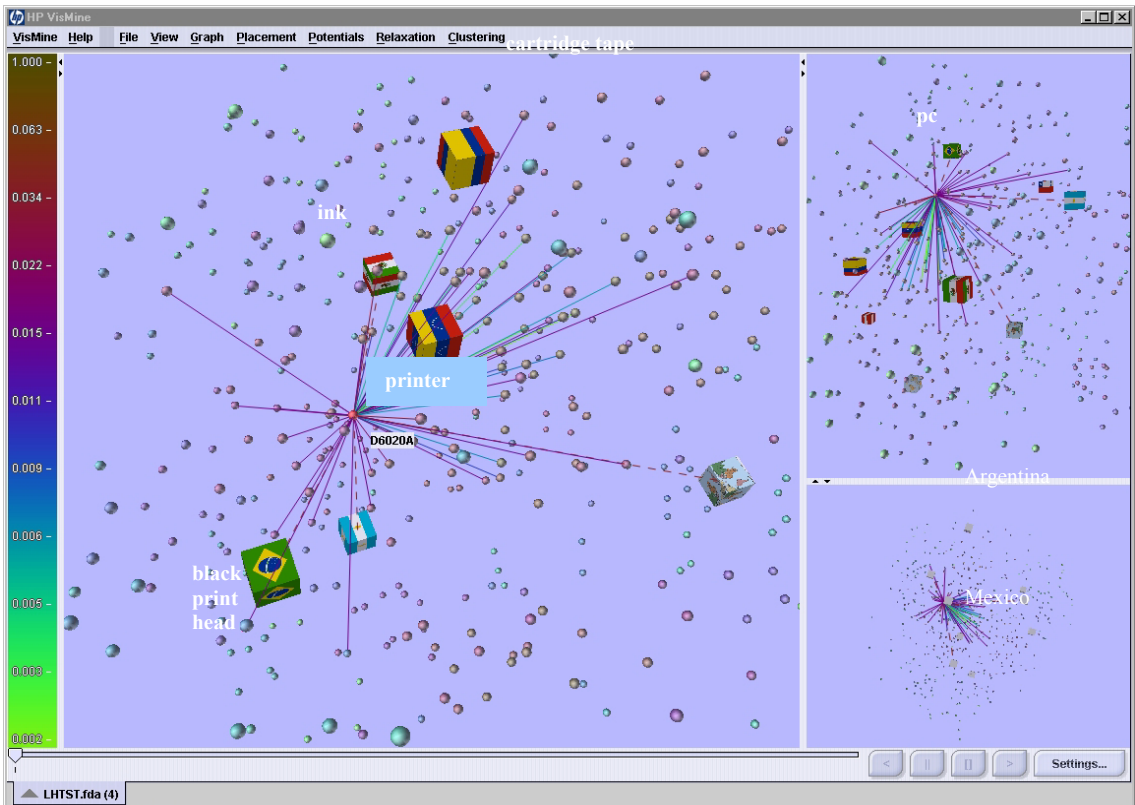 HP VisMine
VisMine Help File View Graph Placement Potentials Relaxation Clustering
cartridge tape
1.000
0.063
0.034
0.022
0.015
0.011
0.009
0.006
0.005
0.003
0.002
ink
printer
D6020A
black
print
head
pc
Argentina
Mexico
< || [] > Settings...
LHTST.fda (4)